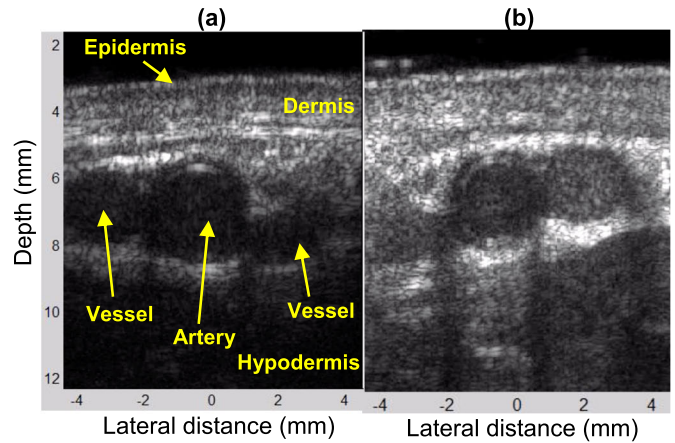 (a)
(b)
2
4
6
8
10
12
Depth (mm)
Epidermis
Dermis
Vessel
Artery
Vessel
Hypodermis
-4
-2
0
2
4
Lateral distance (mm)
-4
-2
0
2
4
Lateral distance (mm)